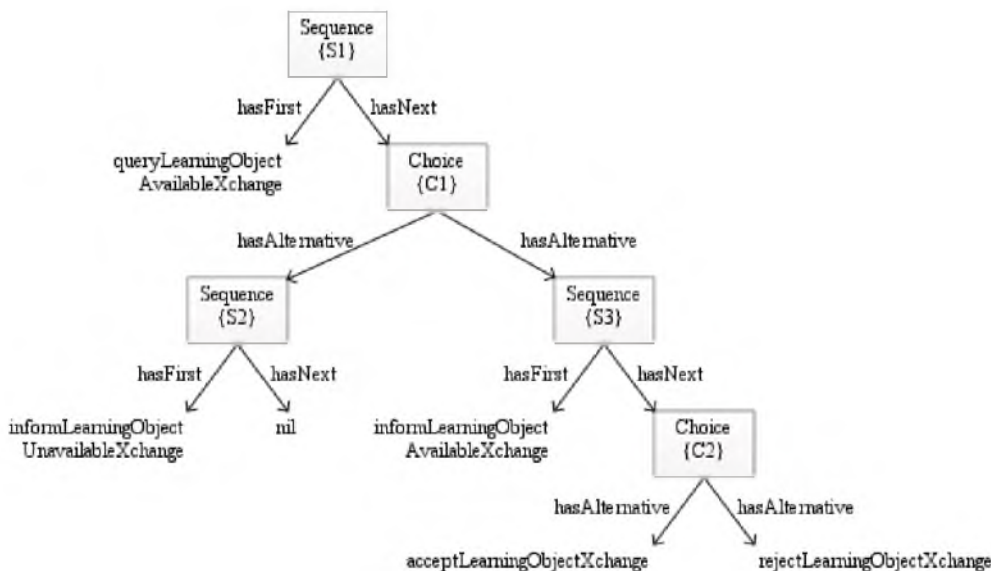 Sequence
{S1}
hasFirst
hasNext
queryLearningObject
AvailableXchange
Choice
{C1}
hasAlternative
hasAlternative
Sequence
{S2}
Sequence
{S3}
hasFirst
hasNext
hasFirst
hasNext
informLearningObject
UnavailableXchange
nil
informLearningObject
AvailableXchange
Choice
{C2}
hasAlternative
hasAlternative
acceptLearningObjectXchange
rejectLearningObjectXchange